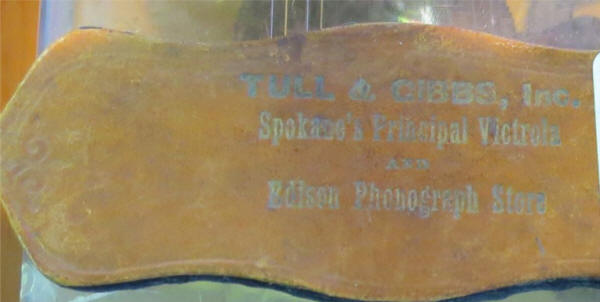 TULL & GIBBS, Inc.
Spokane's Principal Victrola
AND
Edison Phonograph Store